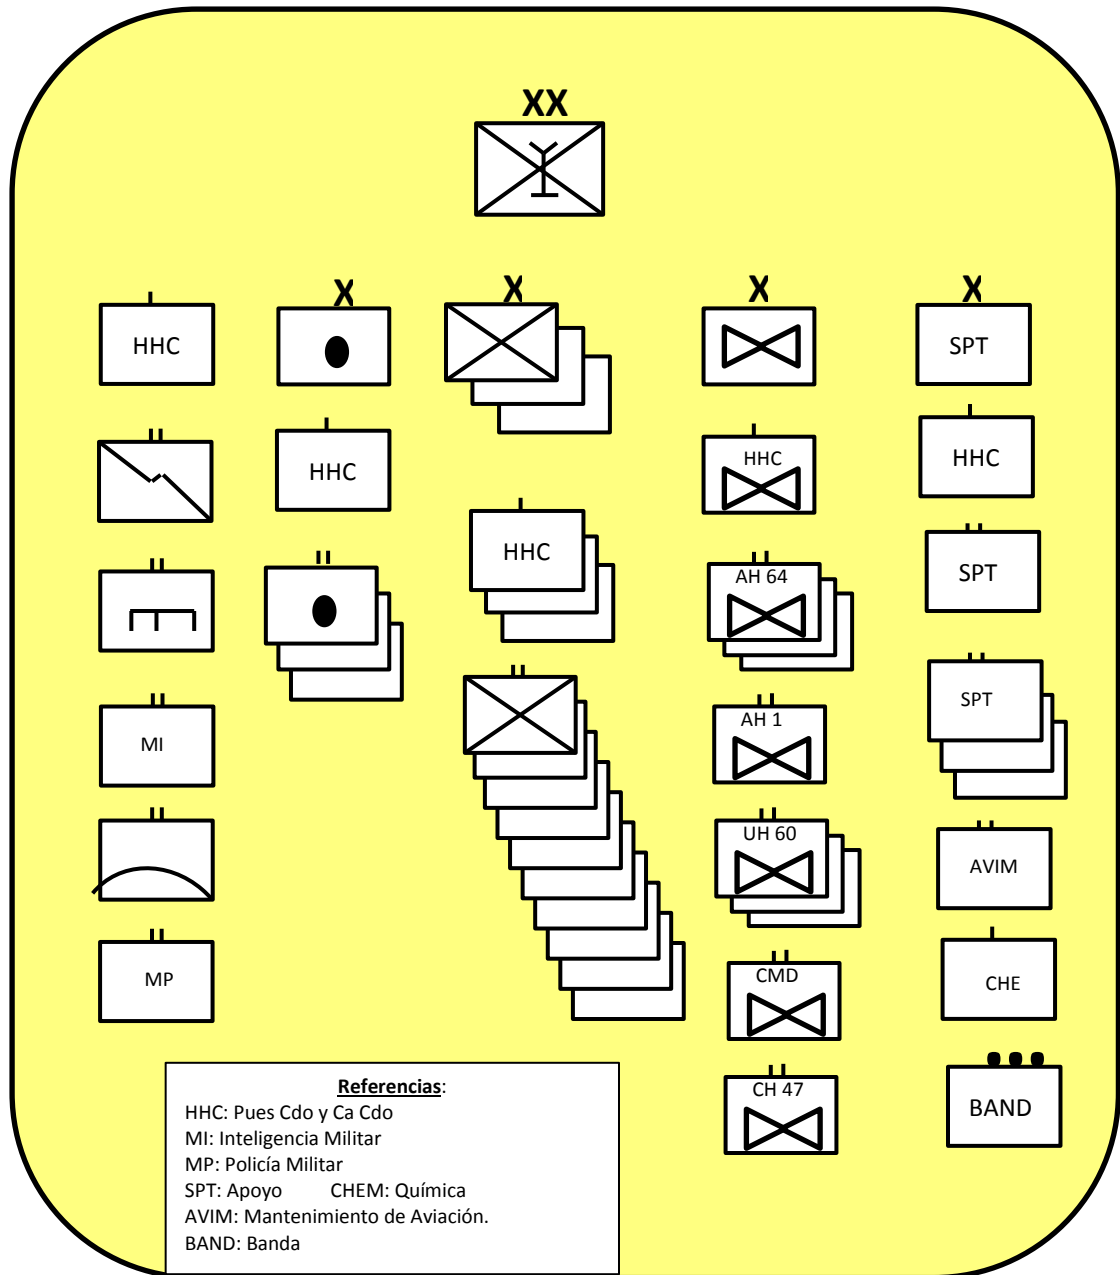 XX
X
X
X
X
HHC
SPT
HHC
HHC
HHC
HHC
SPT
AH 64
MI
AH 1
SPT
UH 60
AVIM
MP
CMD
CHE
CH 47
BAND
Referencias:
HHC: Pues Cdo y Ca Cdo
MI: Inteligencia Militar
MP: Policía Militar
SPT: Apoyo CHEM: Química
AVIM: Mantenimiento de Aviación.
BAND: Banda